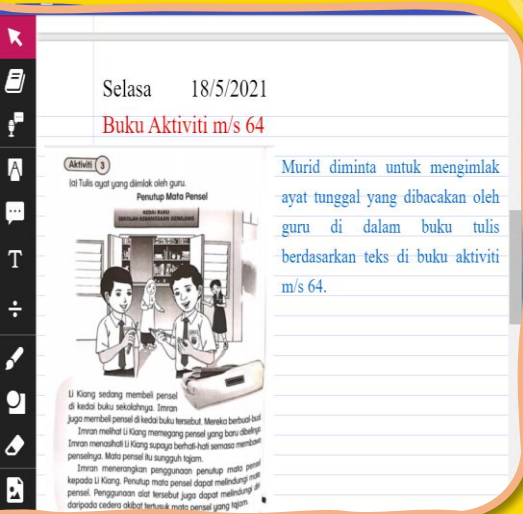 Selasa 18/5/2021
Buku Aktiviti m/s 64
Aktiviti 3
(a) Tulis ayat yang diimlak oleh guru.
Penutup Mata Pensel
KEDAI BUKU
SEKOLAH KEBANGSAAN
Li Kiang sedang membeli pensel
di kedai buku sekolahnya. Imran
juga membeli pensel di kedai buku tersebut. Mereka berbual-bual
Imran melihat Li Kiang memegang pensel yang baru dibelinya
Imran menasihati Li Kiang supaya berhati-hati semasa membawa
penselnya. Mata pensel itu sungguh tajam.
Imran menerangkan penggunaan penutup mata pensel
kepada Li Kiang. Penutup mata pensel dapat melindungi mata
pensel. Penggunaan alat tersebut juga dapat melindungi
daripada cedera akibat tertusuk mata pensel yang tajam.
Murid diminta untuk mengimlak
ayat tunggal yang dibacakan oleh
guru di dalam buku tulis
berdasarkan teks di buku aktiviti
m/s 64.
T